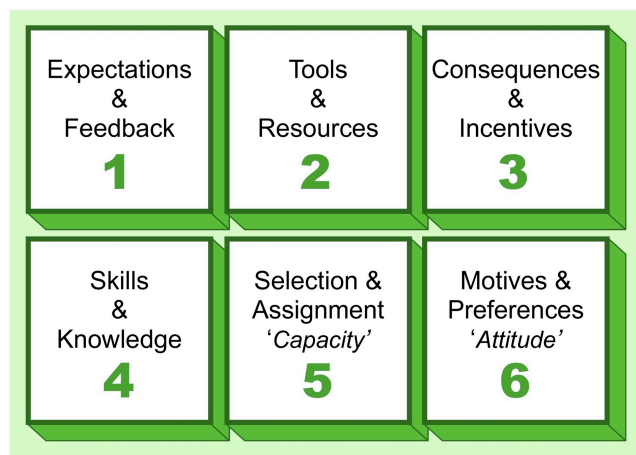 Expectations
&
Feedback
1
Tools
&
Resources
2
Consequences
&
Incentives
3
Skills
&
Knowledge
4
Selection &
Assignment
‘Capacity’
5
Motives &
Preferences
‘Attitude’
6